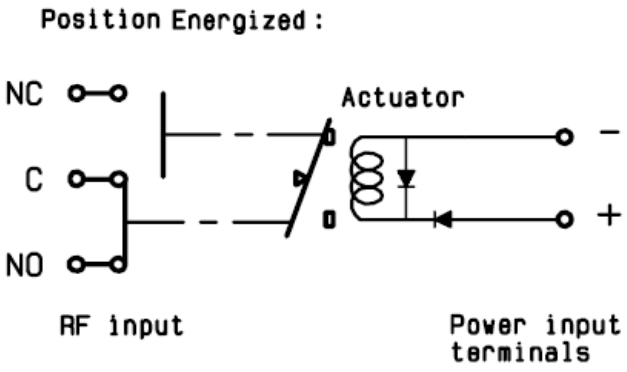 Position Energized :
NC
Actuator
−
C
+
NO
RF input
Power input
terminals